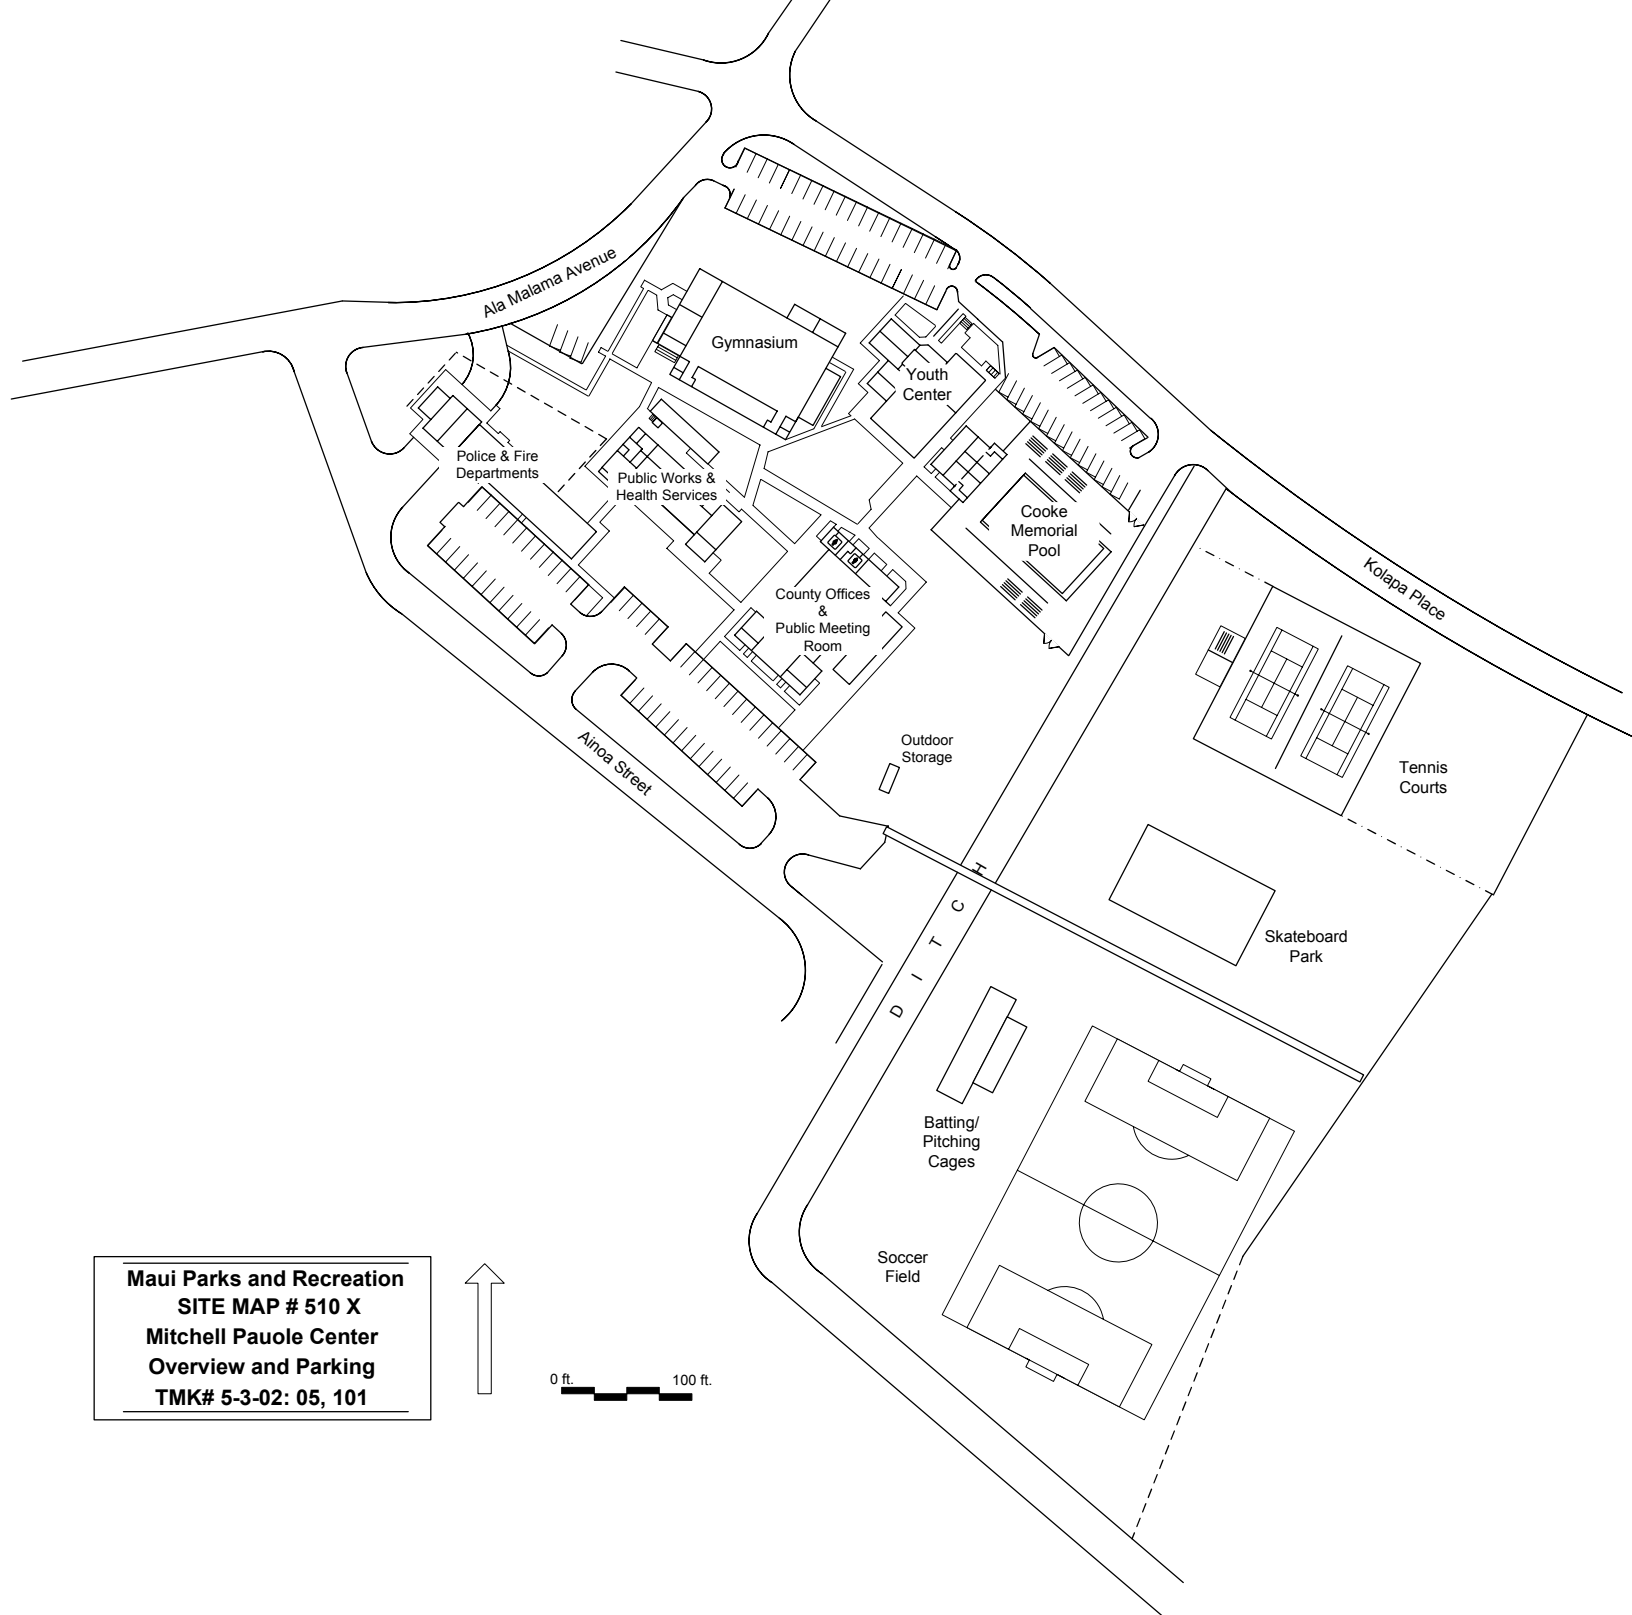 Ala Malama Avenue
Gymnasium
Youth
Center
Police & Fire
Departments
Public Works &
Health Services
Cooke
Memorial
Pool
Kolapa Place
County Offices
&
Public Meeting
Room
Ainoa Street
Outdoor
Storage
Tennis
Courts
DITCH
Skateboard
Park
Batting/
Pitching
Cages
Soccer
Field
Maui Parks and Recreation
SITE MAP # 510 X
Mitchell Pauole Center
Overview and Parking
TMK# 5-3-02: 05, 101
0 ft.
100 ft.